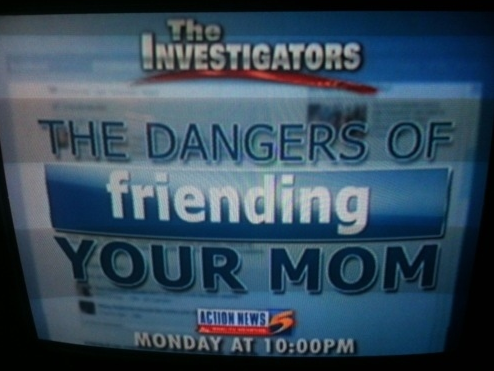 The
INVESTIGATORS
THE DANGERS OF
friending
YOUR MOM
ACTION NEWS 5
MONDAY AT 10:00PM